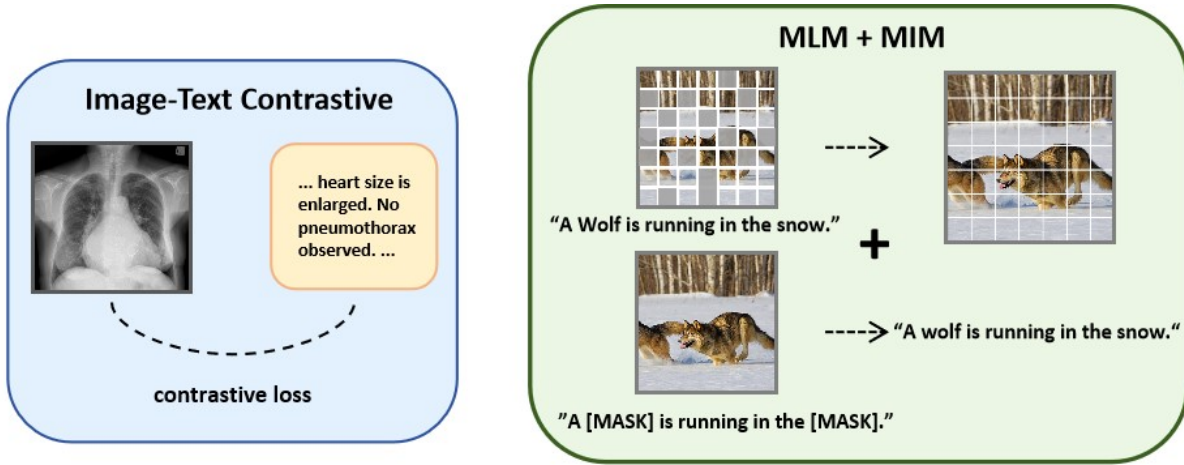 Image-Text Contrastive
... heart size is
enlarged. No
pneumothorax
observed. ...
contrastive loss
MLM + MIM
“A Wolf is running in the snow.”
+
“A wolf is running in the snow.“
”A [MASK] is running in the [MASK].”